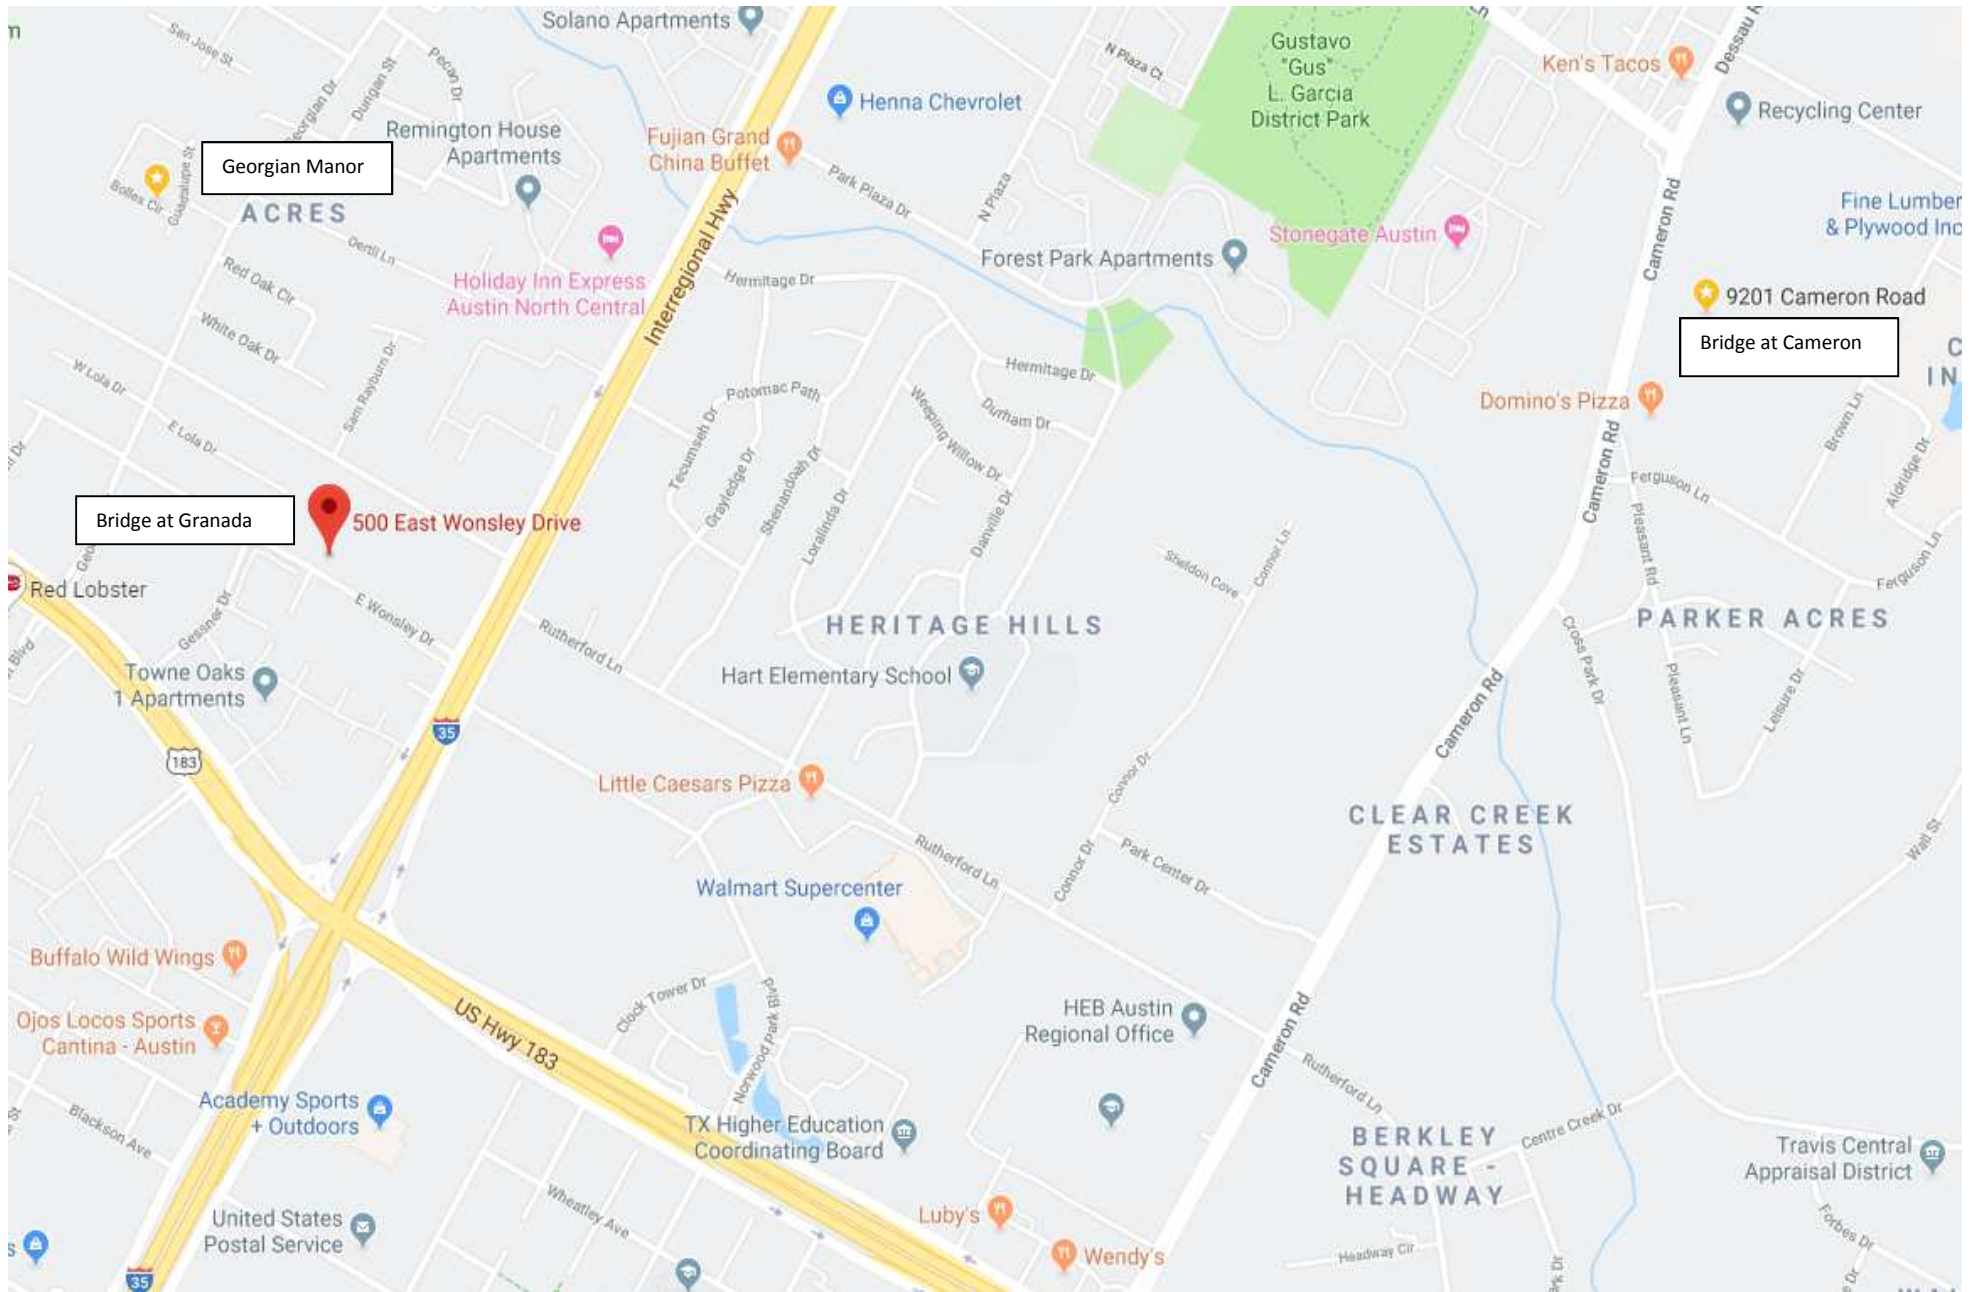 Solano Apartments
San Jose St
Georgian Dr
Dungan St
Pecan Dr
N Plaza Ct
Gustavo
"Gus"
L. Garcia
District Park
Ken's Tacos
Dessau
Henna Chevrolet
Recycling Center
Remington House
Apartments
Fujian Grand
China Buffet
Georgian Manor
Bolles Cir
Guadalupe St
ACRES
Park Plaza Dr
N Plaza
Interregional Hwy
Cameron Rd
Fine Lumber
& Plywood Inc
Stonegate Austin
Oertli Ln
Forest Park Apartments
Holiday Inn Express
Austin North Central
Hermitage Dr
Red Oak Cir
White Oak Dr
9201 Cameron Road
Bridge at Cameron
Sam Rayburn Dr
W Lola Dr
Hermitage Dr
Potomac Path
Weeping Willow Dr
Durham Dr
Domino's Pizza
Brown Ln
Aldridge Dr
E Lola Dr
Tecumseh Dr
Grayledge Dr
Shenandoah Dr
Loralinda Dr
Danville Dr
Cameron Rd
Ferguson Ln
Pleasant Rd
Bridge at Granada
500 East Wonsley Drive
Sheldon Cove
Connor Ln
Ferguson Ln
Red Lobster
Gessner Dr
E Wonsley Dr
Rutherford Ln
HERITAGE HILLS
PARKER ACRES
Cross Park Dr
Pleasant Ln
Leisure Dr
Towne Oaks
1 Apartments
Hart Elementary School
Cameron Rd
35
183
Little Caesars Pizza
Connor Dr
CLEAR CREEK
ESTATES
Wall St
Rutherford Ln
Connor Dr
Park Center Dr
Walmart Supercenter
Buffalo Wild Wings
Clock Tower Dr
Norwood Park Blvd
US Hwy 183
HEB Austin
Regional Office
Cameron Rd
Ojos Locos Sports
Cantina - Austin
Rutherford Ln
Academy Sports
+ Outdoors
Blackson Ave
TX Higher Education
Coordinating Board
Centre Creek Dr
BERKLEY
SQUARE -
HEADWAY
Travis Central
Appraisal District
Wheatley Ave
United States
Postal Service
Luby's
Wendy's
Headway Cir
Forbes Dr
35